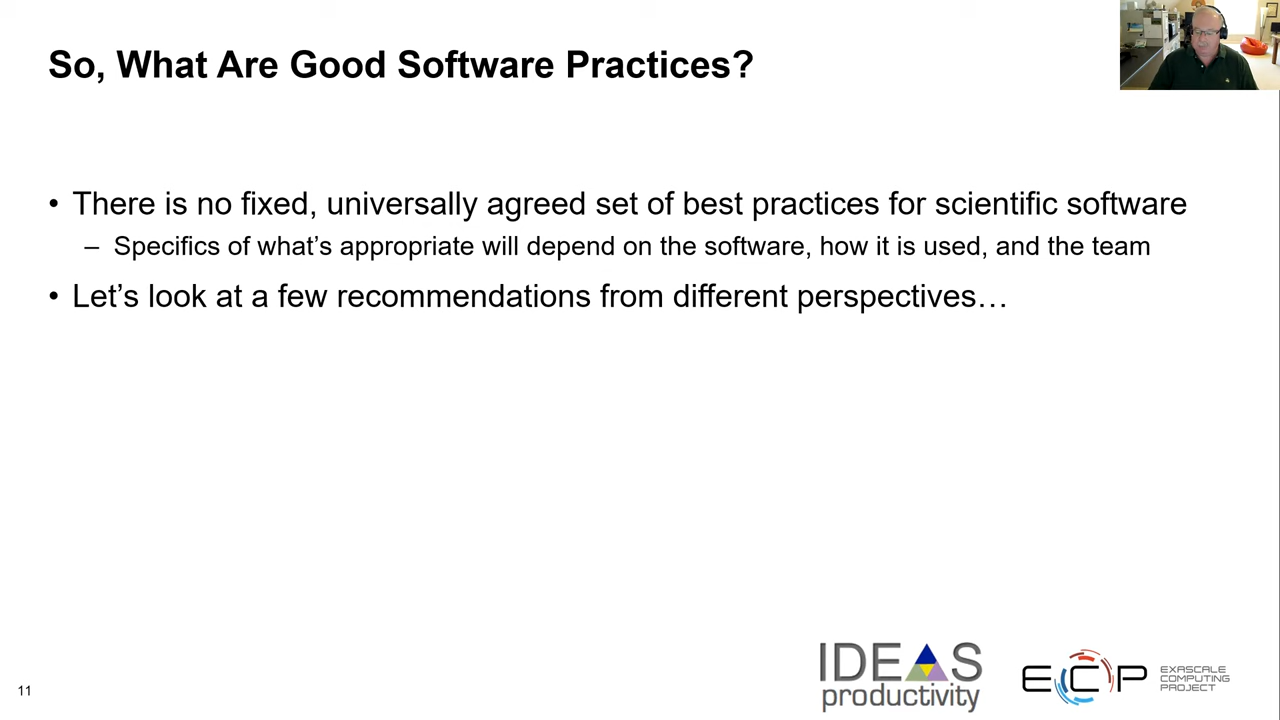 So, What Are Good Software Practices?
• There is no fixed, universally agreed set of best practices for scientific software
– Specifics of what’s appropriate will depend on the software, how it is used, and the team
• Let’s look at a few recommendations from different perspectives…
11
IDEAS
productivity
ECP
EXASCALE
COMPUTING
PROJECT